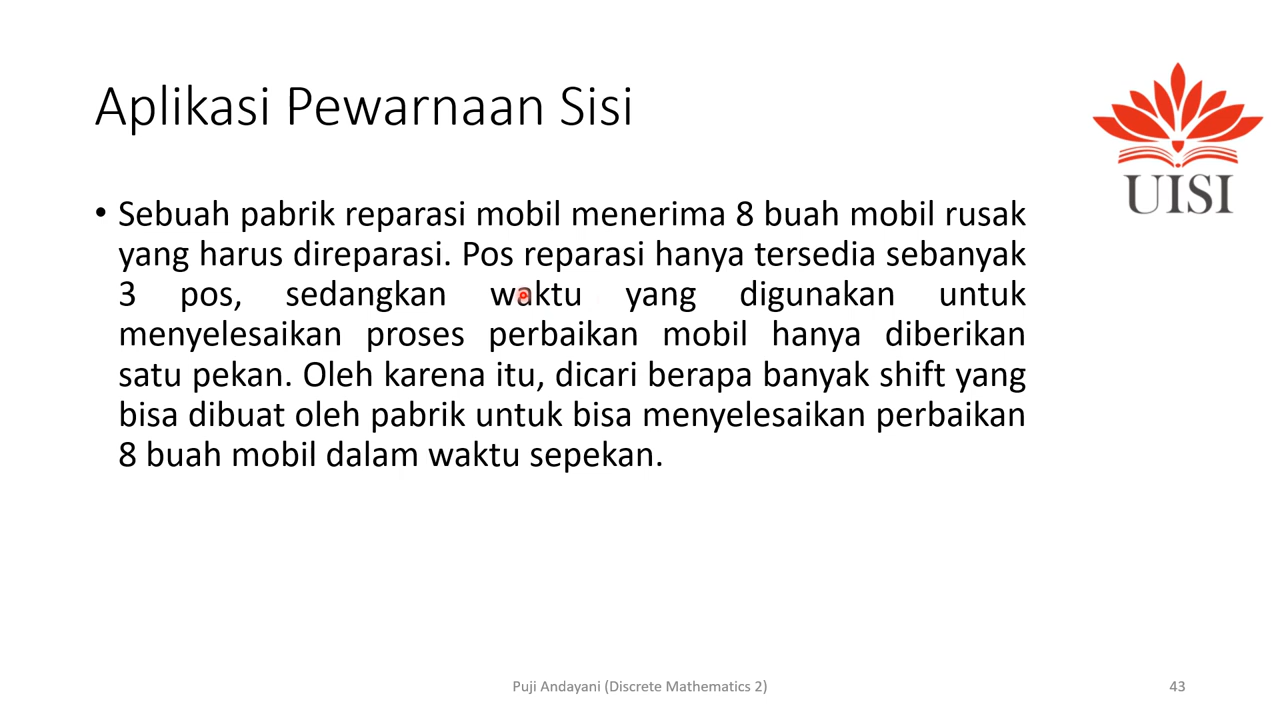 Aplikasi Pewarnaan Sisi
UISI
• Sebuah pabrik reparasi mobil menerima 8 buah mobil rusak
yang harus direparasi. Pos reparasi hanya tersedia sebanyak
3 pos, sedangkan waktu yang digunakan untuk
menyelesaikan proses perbaikan mobil hanya diberikan
satu pekan. Oleh karena itu, dicari berapa banyak shift yang
bisa dibuat oleh pabrik untuk bisa menyelesaikan perbaikan
8 buah mobil dalam waktu sepekan.
Puji Andayani (Discrete Mathematics 2)
43